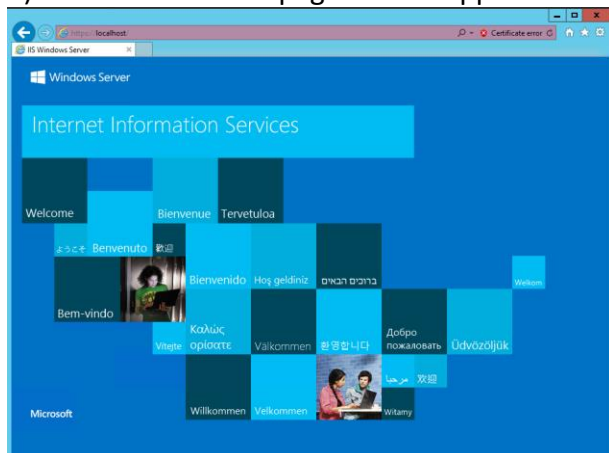 https://localhost/
Certificate error
IIS Windows Server
Windows Server
Internet Information Services
Welcome
Bienvenue
Tervetuloa
ようこそ
Benvenuto
歡迎
Bienvenido
Hoş geldiniz
ברוכים הבאים
Welkom
Bem-vindo
Vítejte
Καλώς
ορίσατε
Välkommen
환영합니다
Добро
пожаловать
Üdvözöljük
مرحبا
欢迎
Microsoft
Willkommen
Velkommen
Witamy